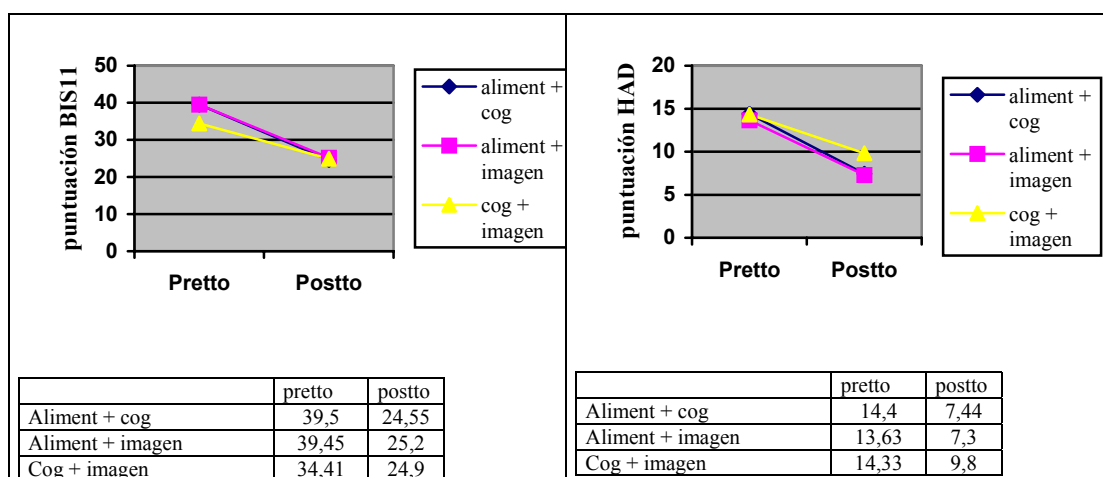 puntuación BIS11
50
40
30
20
10
0
Pretto Postto
aliment +
cog
aliment +
imagen
cog +
imagen
pretto postto
Aliment + cog 39,5 24,55
Aliment + imagen 39,45 25,2
Cog + imagen 34,41 24,9
puntuación HAD
20
15
10
5
0
Pretto Postto
aliment +
cog
aliment +
imagen
cog +
imagen
pretto postto
Aliment + cog 14,4 7,44
Aliment + imagen 13,63 7,3
Cog + imagen 14,33 9,8